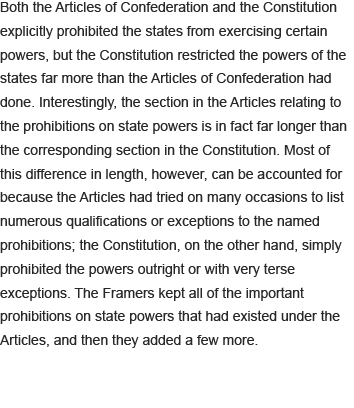 Both the Articles of Confederation and the Constitution
explicitly prohibited the states from exercising certain
powers, but the Constitution restricted the powers of the
states far more than the Articles of Confederation had
done. Interestingly, the section in the Articles relating to
the prohibitions on state powers is in fact far longer than
the corresponding section in the Constitution. Most of
this difference in length, however, can be accounted for
because the Articles had tried on many occasions to list
numerous qualifications or exceptions to the named
prohibitions; the Constitution, on the other hand, simply
prohibited the powers outright or with very terse
exceptions. The Framers kept all of the important
prohibitions on state powers that had existed under the
Articles, and then they added a few more.